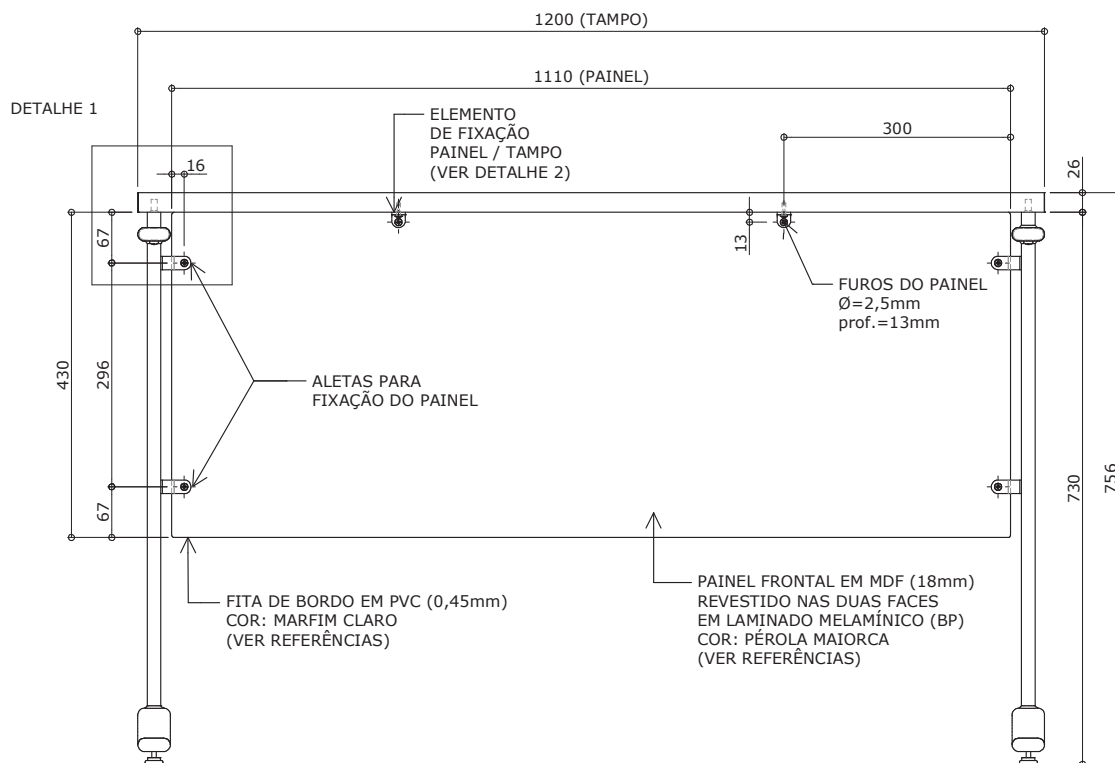 1200 (TAMPO)
1110 (PAINEL)
DETALHE 1
ELEMENTO
DE FIXAÇÃO
PAINEL / TAMPO
(VER DETALHE 2)
300
16
26
67
13
FUROS DO PAINEL
Ø=2,5mm
prof.=13mm
430
296
ALETAS PARA
FIXAÇÃO DO PAINEL
730
756
67
FITA DE BORDO EM PVC (0,45mm)
COR: MARFIM CLARO
(VER REFERÊNCIAS)
PAINEL FRONTAL EM MDF (18mm)
REVESTIDO NAS DUAS FACES
EM LAMINADO MELAMÍNICO (BP)
COR: PÉROLA MAIORCA
(VER REFERÊNCIAS)